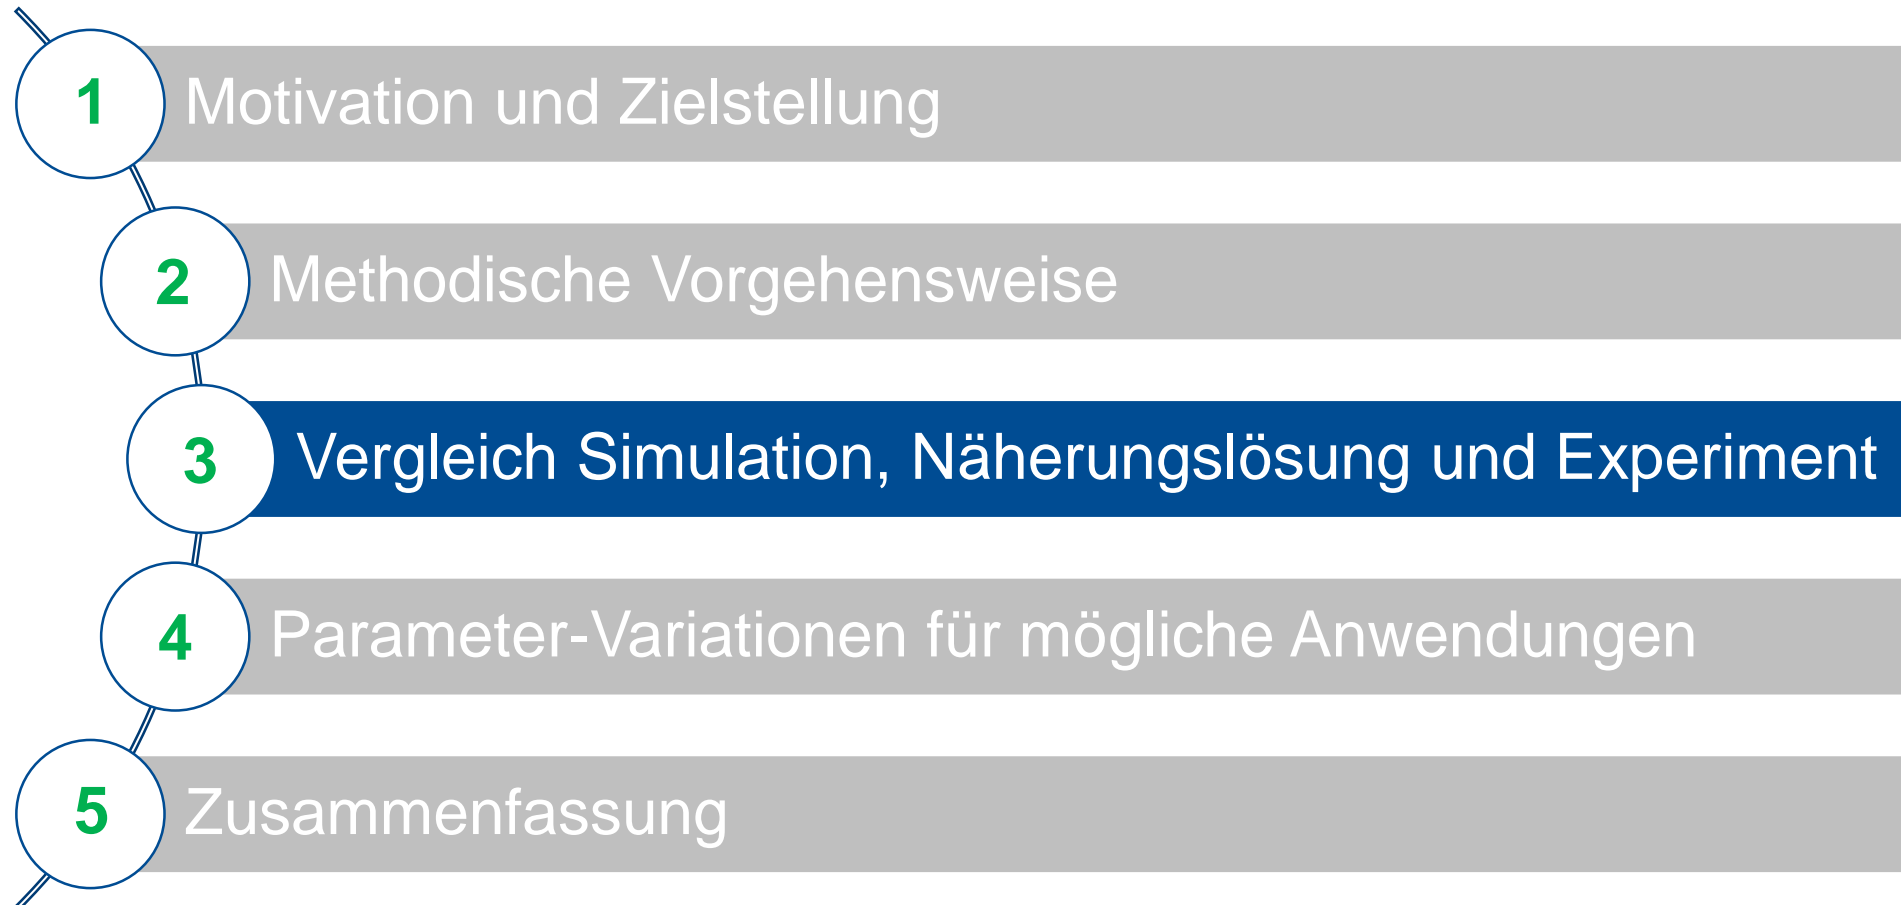 1 Motivation und Zielstellung
2 Methodische Vorgehensweise
3 Vergleich Simulation, Näherungslösung und Experiment
4 Parameter-Variationen für mögliche Anwendungen
5 Zusammenfassung